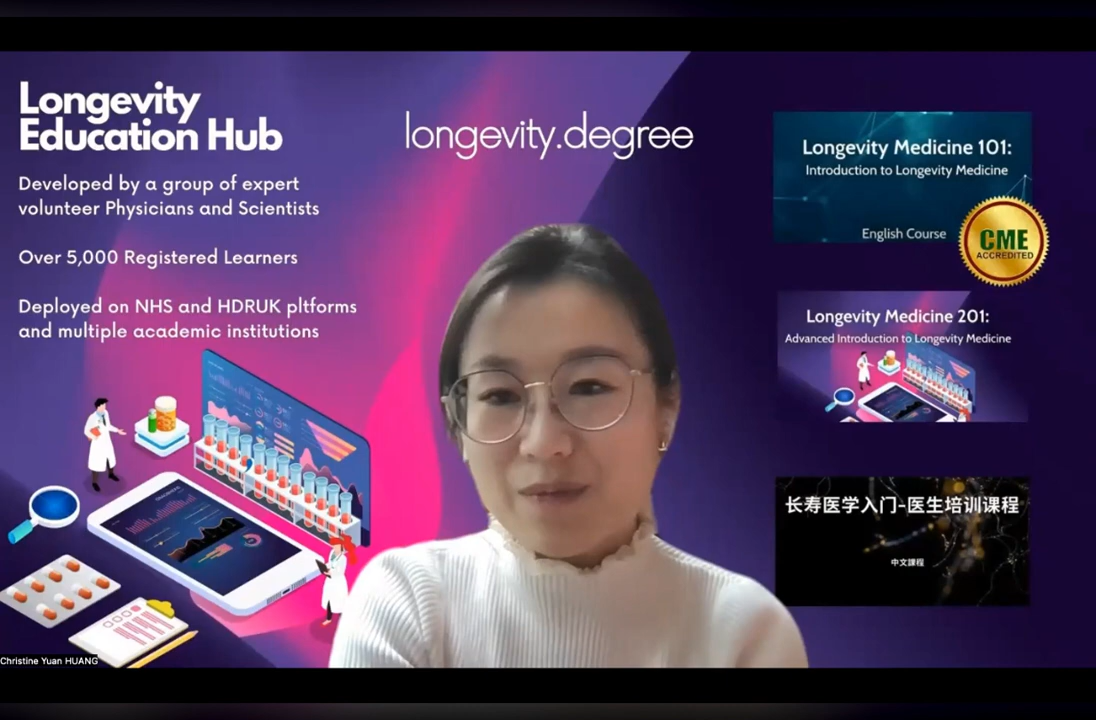 Longevity
Education Hub
Developed by a group of expert
volunteer Physicians and Scientists
Over 5,000 Registered Learners
Deployed on NHS and HDRUK pltforms
and multiple academic institutions
longevity.degree
Longevity Medicine 101:
Introduction to Longevity Medicine
English Course
CME
ACCREDITED
Longevity Medicine 201:
Advanced Introduction to Longevity Medicine
长寿医学入门-医生培训课程
中文課程
Christine Yuan HUANG